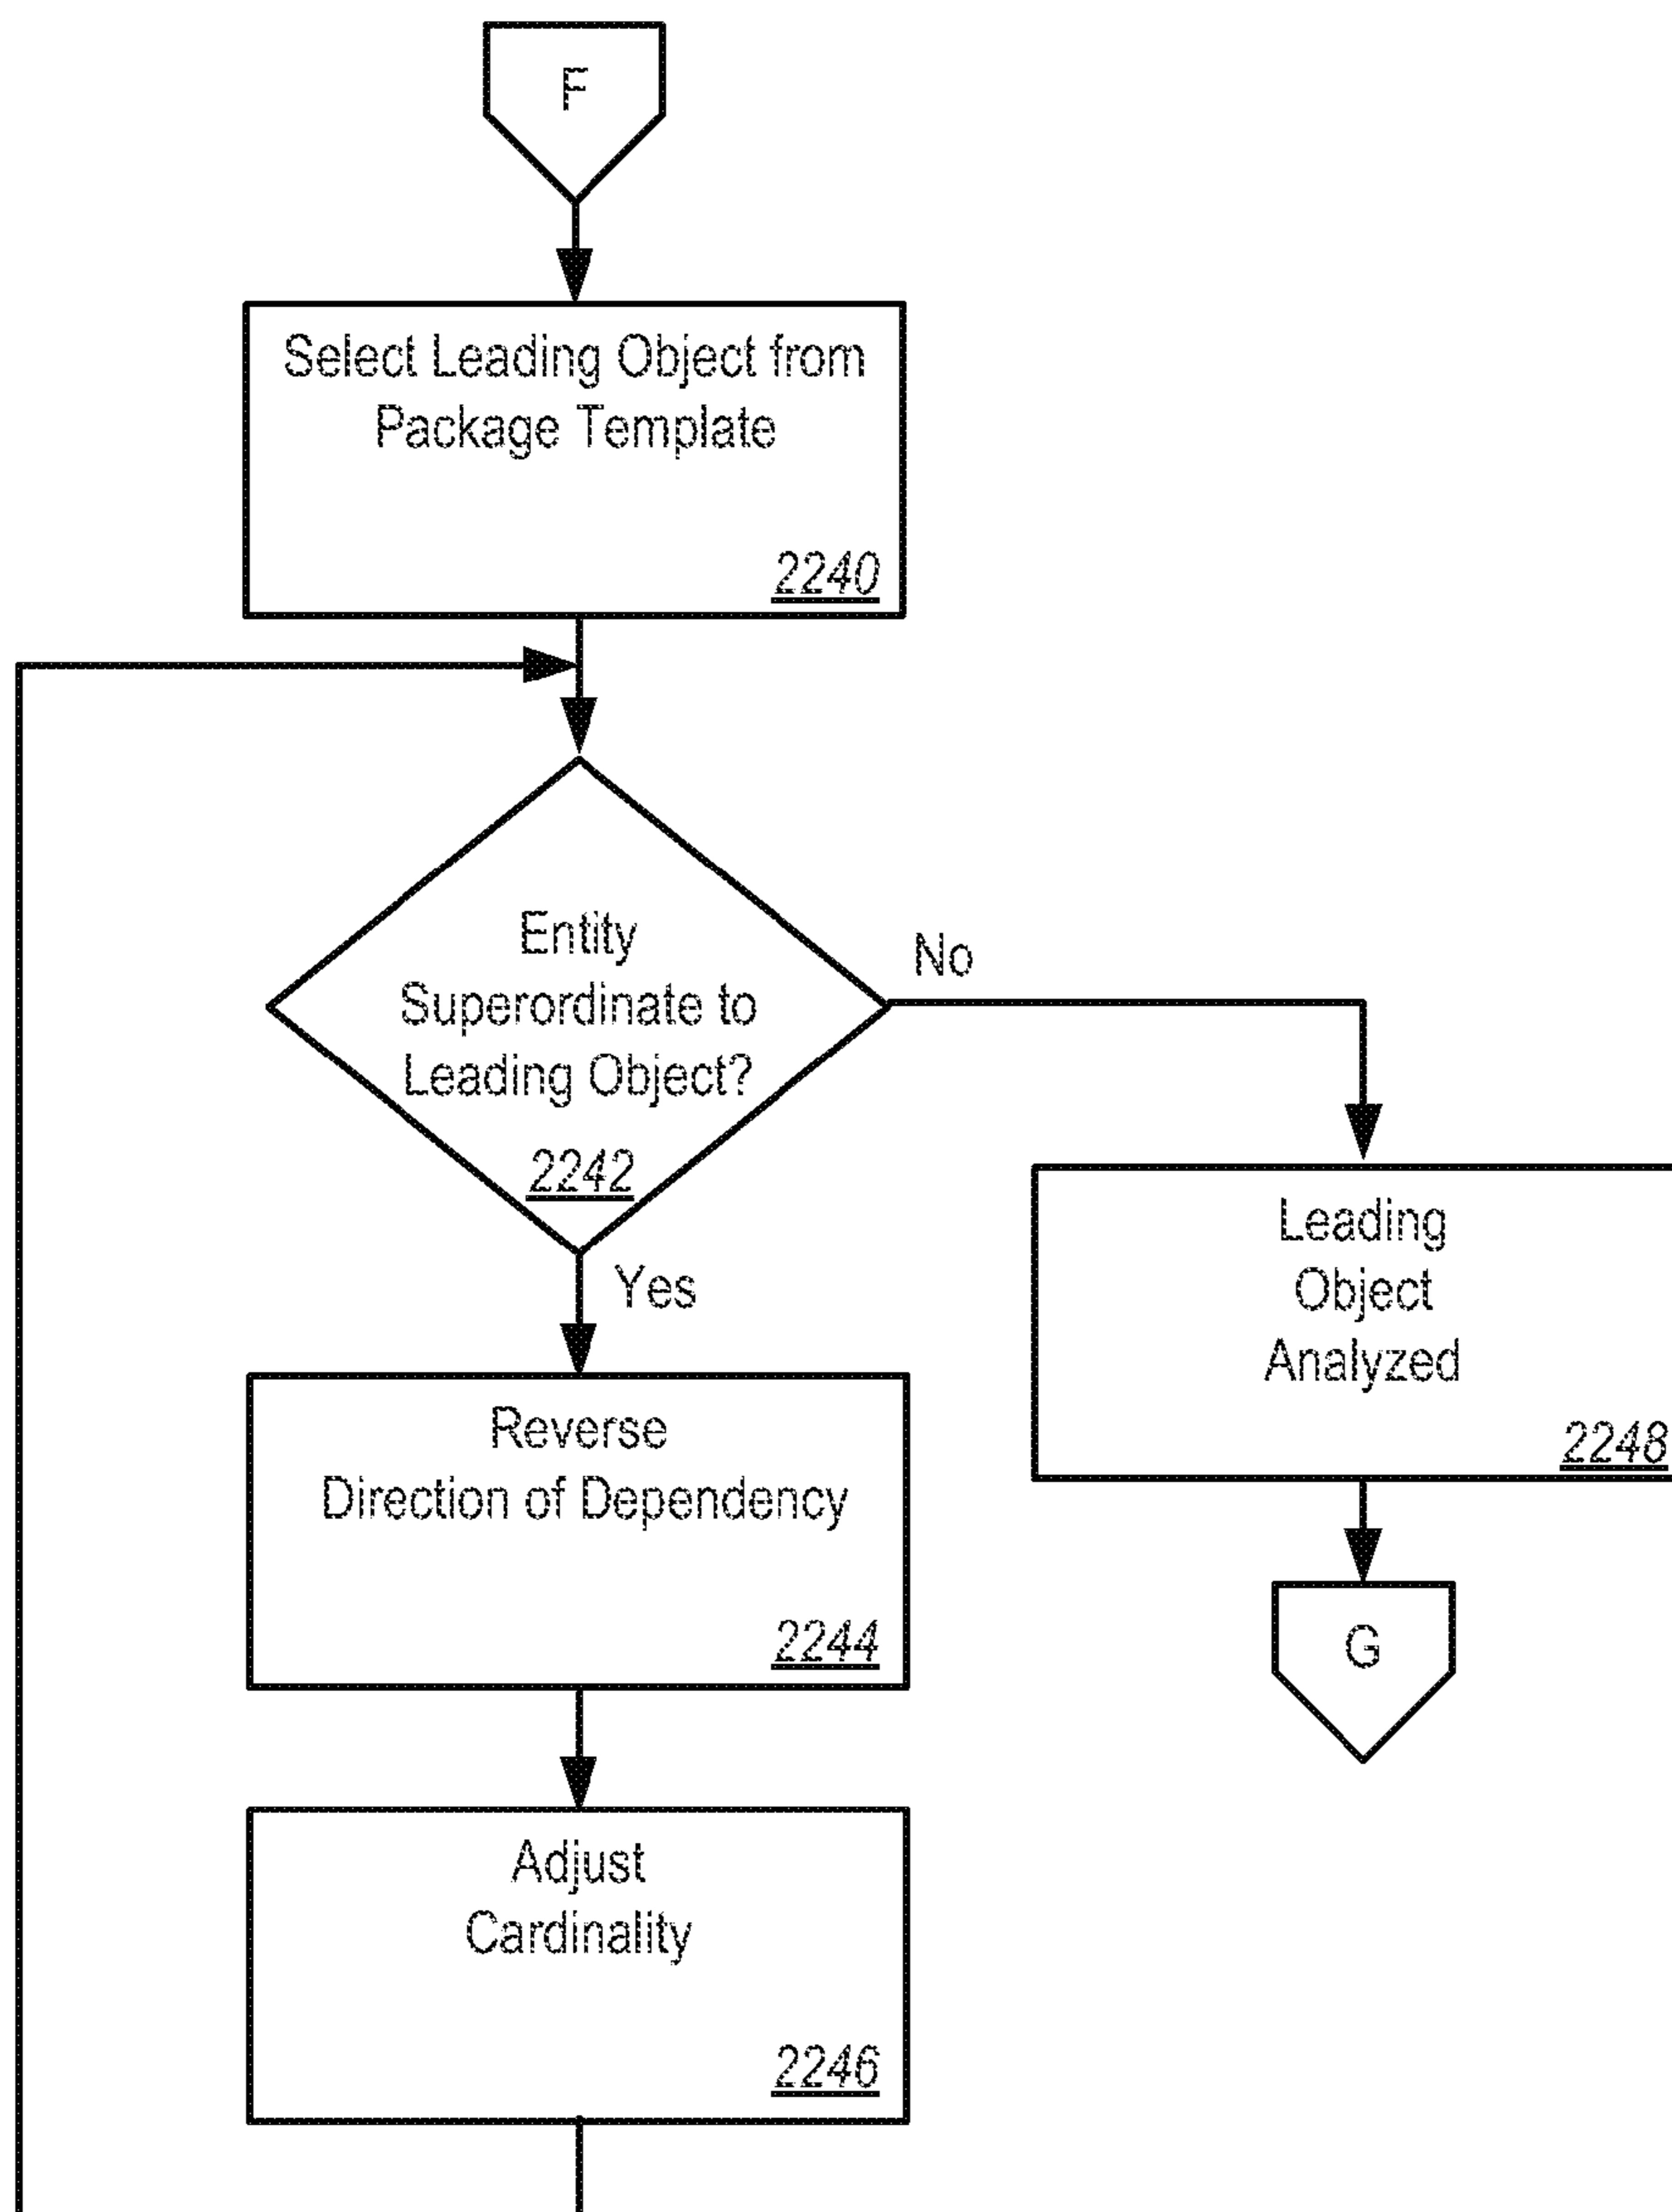 F
Select Leading Object from
Package Template
2240
Entity
Superordinate to
Leading Object?
2242
No
Yes
Leading
Object
Analyzed
2248
Reverse
Direction of Dependency
2244
G
Adjust
Cardinality
2246